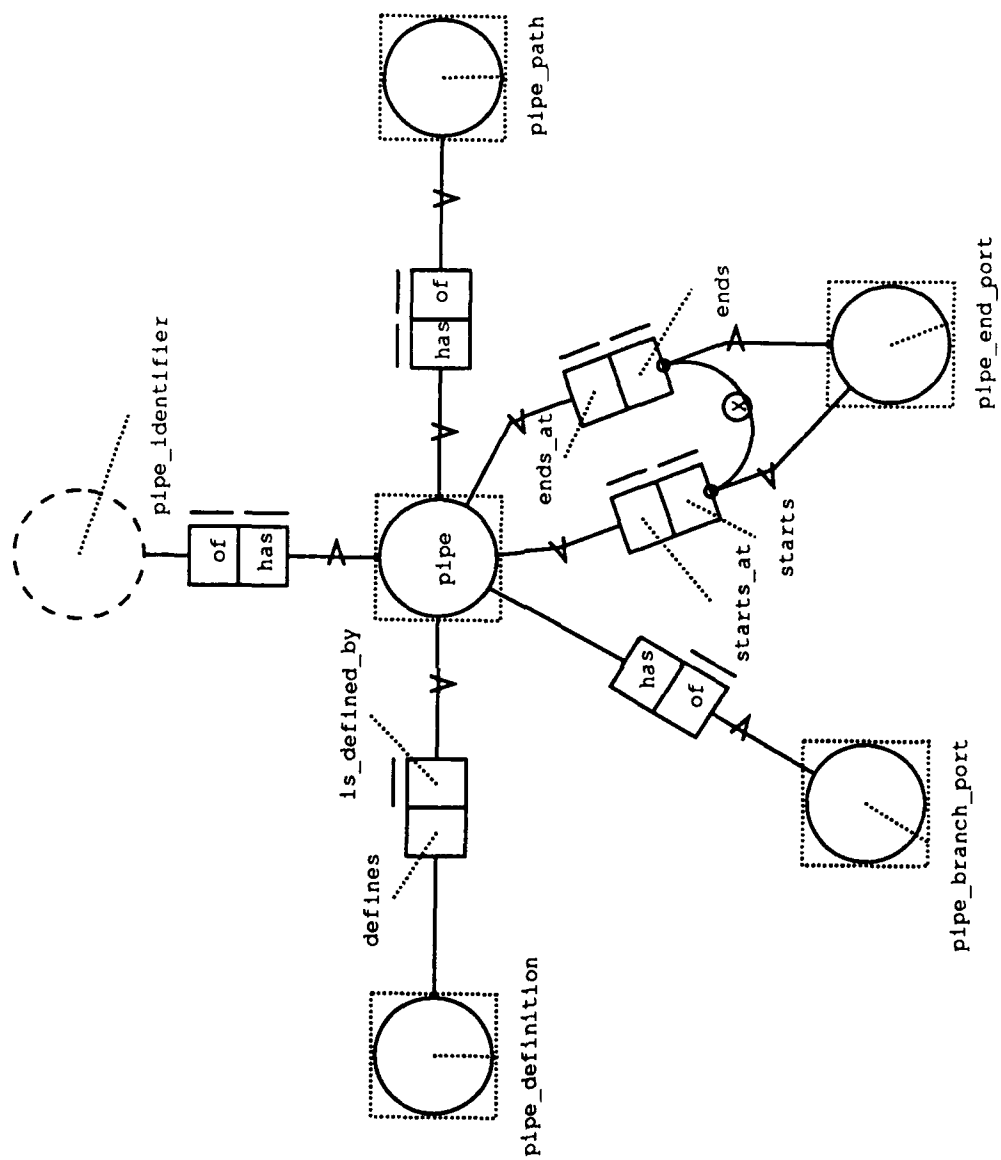 pipe_identifier
of
has
is_defined_by
defines
pipe
has
of
pipe_definition
pipe_path
ends_at
has
of
ends
X
starts_at
starts
pipe_branch_port
pipe_end_port